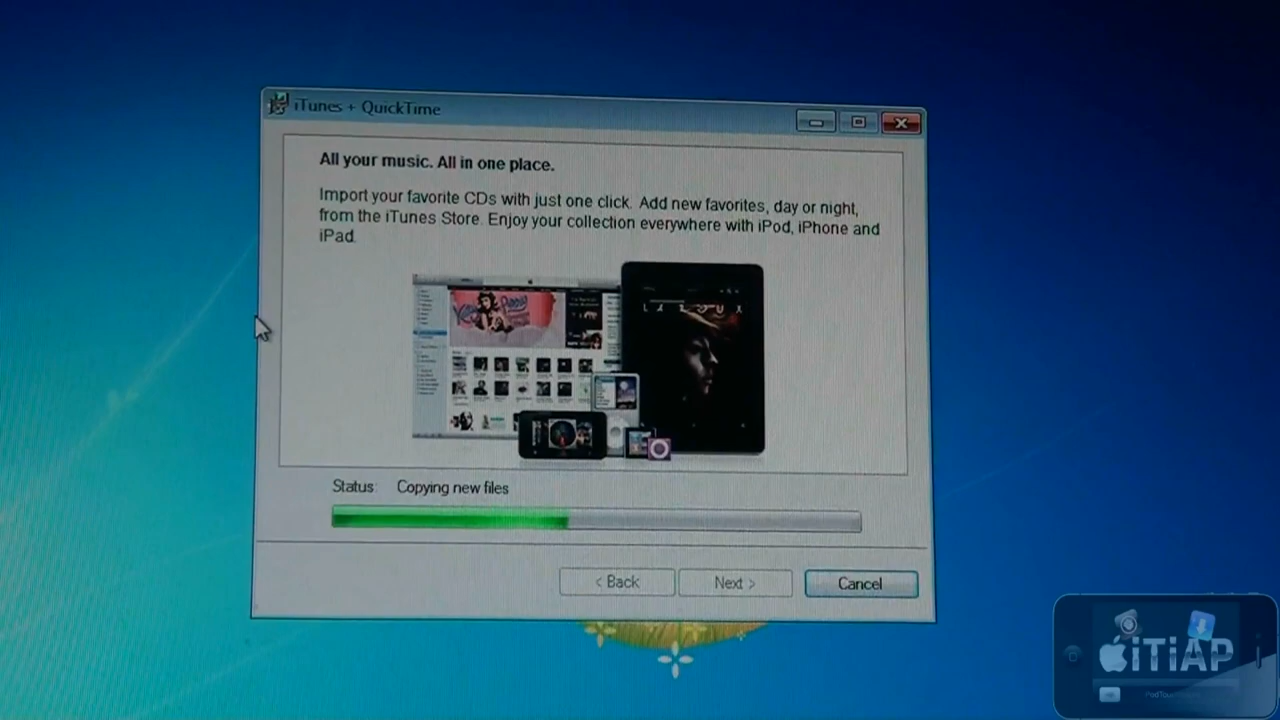 iTunes + QuickTime
All your music. All in one place.
Import your favorite CDs with just one click. Add new favorites, day or night,
from the iTunes Store. Enjoy your collection everywhere with iPod, iPhone and
iPad.
LA ROUX
Status: Copying new files
< Back
Next >
Cancel
iTiAP